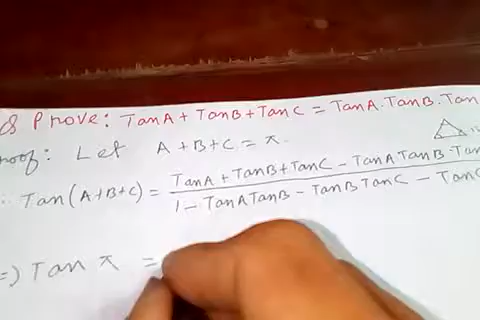 & Prove: TanA + TanB + TanC = TanA. TanB. Tan
roof: Let A+B+C = π.
∴ Tan(A+B+C) = TanA + TanB + TanC - TanA TanB Tan
1 - TanA TanB - TanB TanC - Tan
=) Tan π =